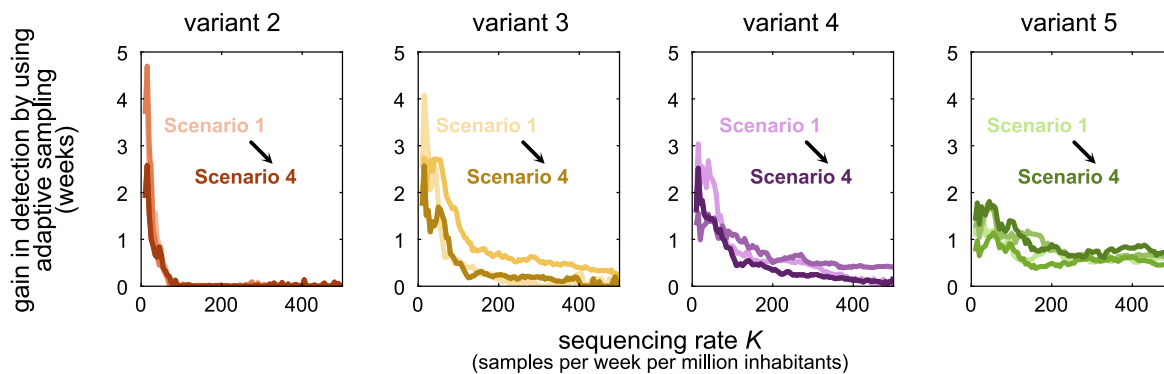 variant 2
variant 3
variant 4
variant 5
gain in detection by using
adaptive sampling
(weeks)
5
4
3
2
1
0
0
200
400
Scenario 1
Scenario 4
5
4
3
2
1
0
0
200
400
Scenario 1
Scenario 4
5
4
3
2
1
0
0
200
400
Scenario 1
Scenario 4
5
4
3
2
1
0
0
200
400
Scenario 1
Scenario 4
sequencing rate K
(samples per week per million inhabitants)